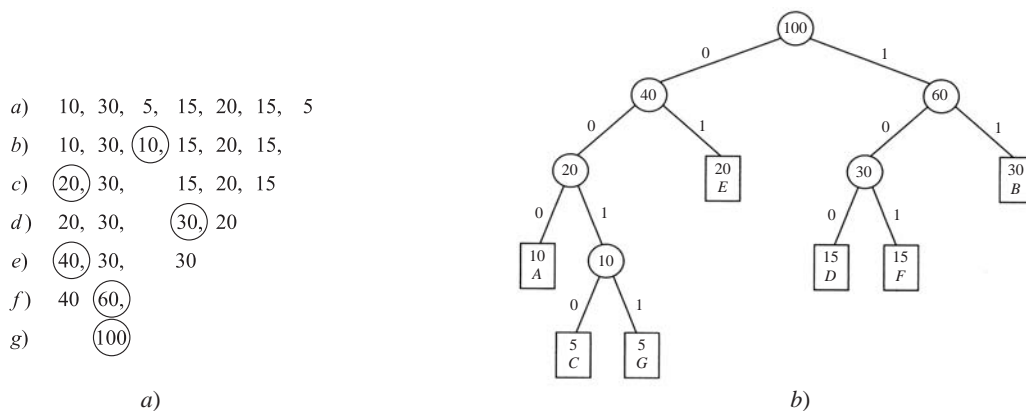 a) 10, 30, 5, 15, 20, 15, 5
b) 10, 30, 10, 15, 20, 15,
c) 20, 30, 15, 20, 15
d) 20, 30, 30, 20
e) 40, 30, 30
f) 40 60,
g) 100
a)
100
0 1
40 60
0 1 0 1
20 20 E 30 30 B
0 1 0 1
10 A 10 15 D 15 F
0 1
5 C 5 G
b)